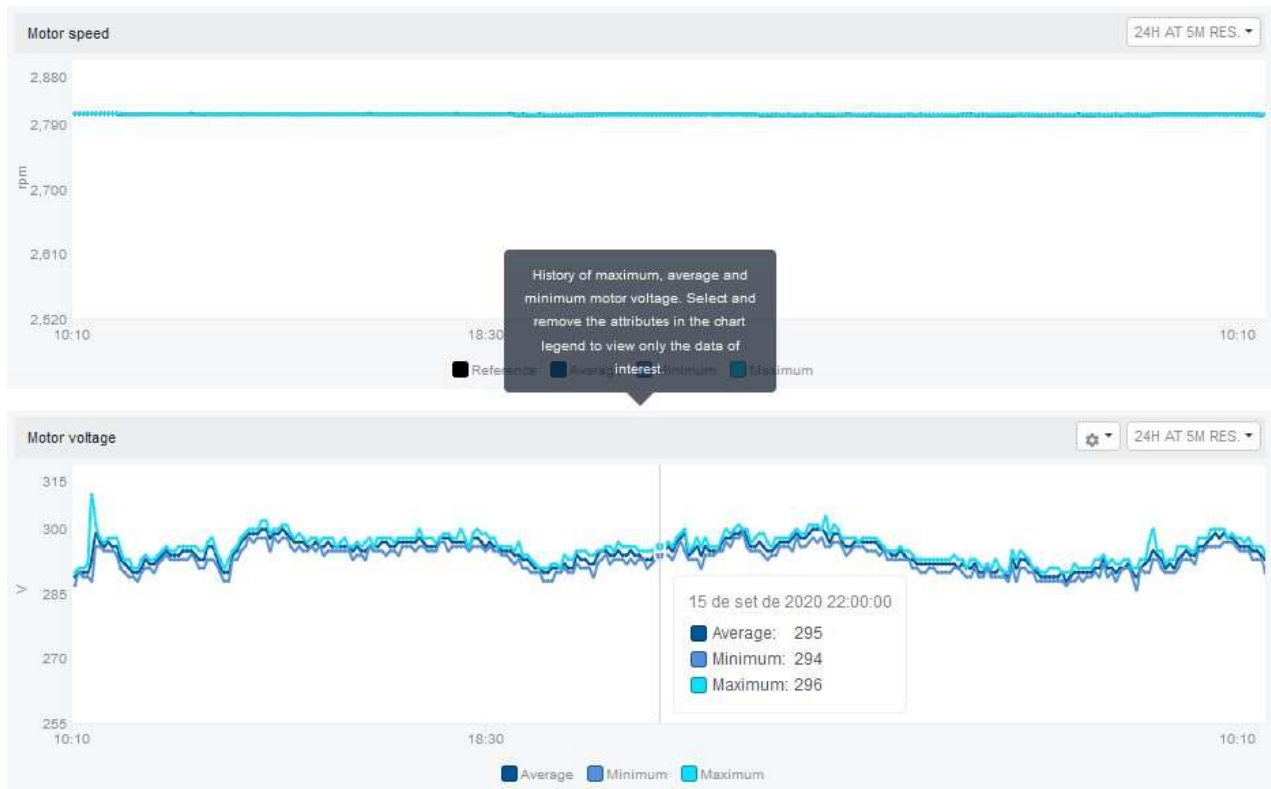 Motor speed
24H AT 5M RES.
2,880
2,790
2,700
2,610
2,520
rpm
10:10
18:30
10:10
History of maximum, average and
minimum motor voltage. Select and
remove the attributes in the chart
legend to view only the data of
interest.
Reference Average Minimum Maximum
Motor voltage
24H AT 5M RES.
315
300
285
270
255
V
15 de set de 2020 22:00:00
Average: 295
Minimum: 294
Maximum: 296
10:10
18:30
10:10
Average Minimum Maximum